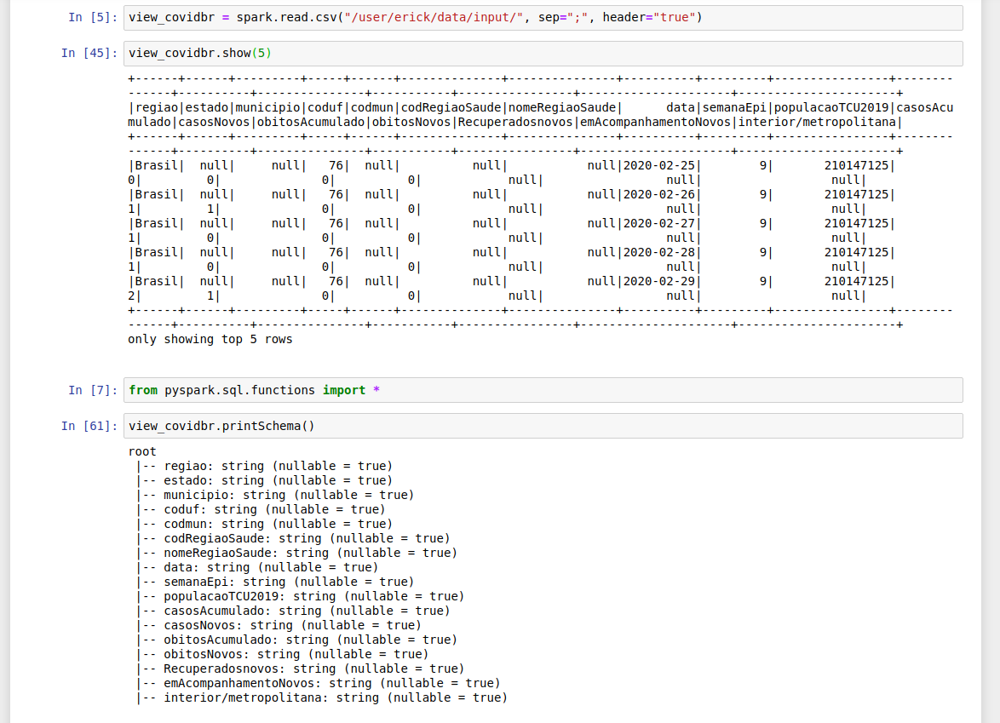 In [5]: view_covidbr = spark.read.csv("/user/erick/data/input/", sep=";", header="true")
In [45]: view_covidbr.show(5)
+------+------+---------+-----+------+--------------+---------------+----------+---------+----------------+--------
------+----------+---------------+-----------+----------------+---------------------+----------------------+
|regiao|estado|municipio|coduf|codmun|codRegiaoSaude|nomeRegiaoSaude|      data|semanaEpi|populacaoTCU2019|casosAcu
mulado|casosNovos|obitosAcumulado|obitosNovos|Recuperadosnovos|emAcompanhamentoNovos|interior/metropolitana|
+------+------+---------+-----+------+--------------+---------------+----------+---------+----------------+--------
------+----------+---------------+-----------+----------------+---------------------+----------------------+
|Brasil|  null|     null|   76|  null|          null|           null|2020-02-25|        9|       210147125|
0|          0|              0|          0|            null|                 null|                  null|
|Brasil|  null|     null|   76|  null|          null|           null|2020-02-26|        9|       210147125|
1|          1|              0|          0|            null|                 null|                  null|
|Brasil|  null|     null|   76|  null|          null|           null|2020-02-27|        9|       210147125|
1|          0|              0|          0|            null|                 null|                  null|
|Brasil|  null|     null|   76|  null|          null|           null|2020-02-28|        9|       210147125|
1|          0|              0|          0|            null|                 null|                  null|
|Brasil|  null|     null|   76|  null|          null|           null|2020-02-29|        9|       210147125|
2|          1|              0|          0|            null|                 null|                  null|
+------+------+---------+-----+------+--------------+---------------+----------+---------+----------------+--------
------+----------+---------------+-----------+----------------+---------------------+----------------------+
only showing top 5 rows
In [7]: from pyspark.sql.functions import *
In [61]: view_covidbr.printSchema()
root
 |-- regiao: string (nullable = true)
 |-- estado: string (nullable = true)
 |-- municipio: string (nullable = true)
 |-- coduf: string (nullable = true)
 |-- codmun: string (nullable = true)
 |-- codRegiaoSaude: string (nullable = true)
 |-- nomeRegiaoSaude: string (nullable = true)
 |-- data: string (nullable = true)
 |-- semanaEpi: string (nullable = true)
 |-- populacaoTCU2019: string (nullable = true)
 |-- casosAcumulado: string (nullable = true)
 |-- casosNovos: string (nullable = true)
 |-- obitosAcumulado: string (nullable = true)
 |-- obitosNovos: string (nullable = true)
 |-- Recuperadosnovos: string (nullable = true)
 |-- emAcompanhamentoNovos: string (nullable = true)
 |-- interior/metropolitana: string (nullable = true)